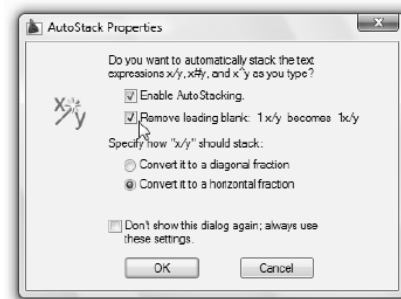 AutoStack Properties
x
Do you want to automatically stack the text
expressions x/y, x#y, and x^y as you type?
Enable AutoStacking.
Remove leading blank: 1 x/y becomes 1x/y
Specify how "x/y" should stack:
Convert it to a diagonal fraction
Convert it to a horizontal fraction
Don't show this dialog again; always use
these settings.
OK Cancel
x/y